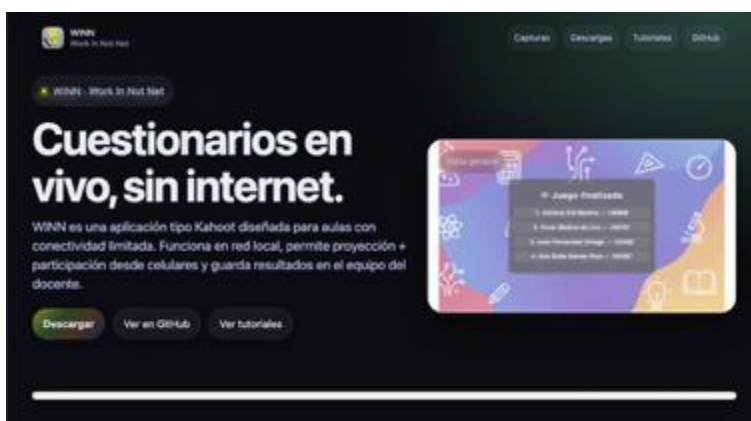 WINN
Work In Not Net
Capturas Descargas Tutoriales GitHub
WINN · Work In Not Net
Cuestionarios en
vivo, sin internet.
WINN es una aplicación tipo Kahoot diseñada para aulas con
conectividad limitada. Funciona en red local, permite proyección +
participación desde celulares y guarda resultados en el equipo del
docente.
Descargar Ver en GitHub Ver tutoriales
Vista general
Juego finalizado